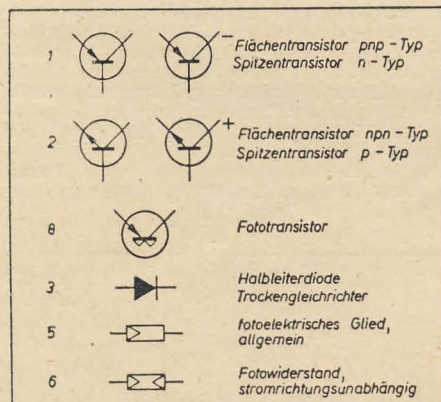 1 − Flächentransistor pnp - Typ
Spitzentransistor n - Typ
2 + Flächentransistor npn - Typ
Spitzentransistor p - Typ
8 Fototransistor
3 Halbleiterdiode
Trockengleichrichter
5 fotoelektrisches Glied,
allgemein
6 Fotowiderstand,
stromrichtungsunabhängig